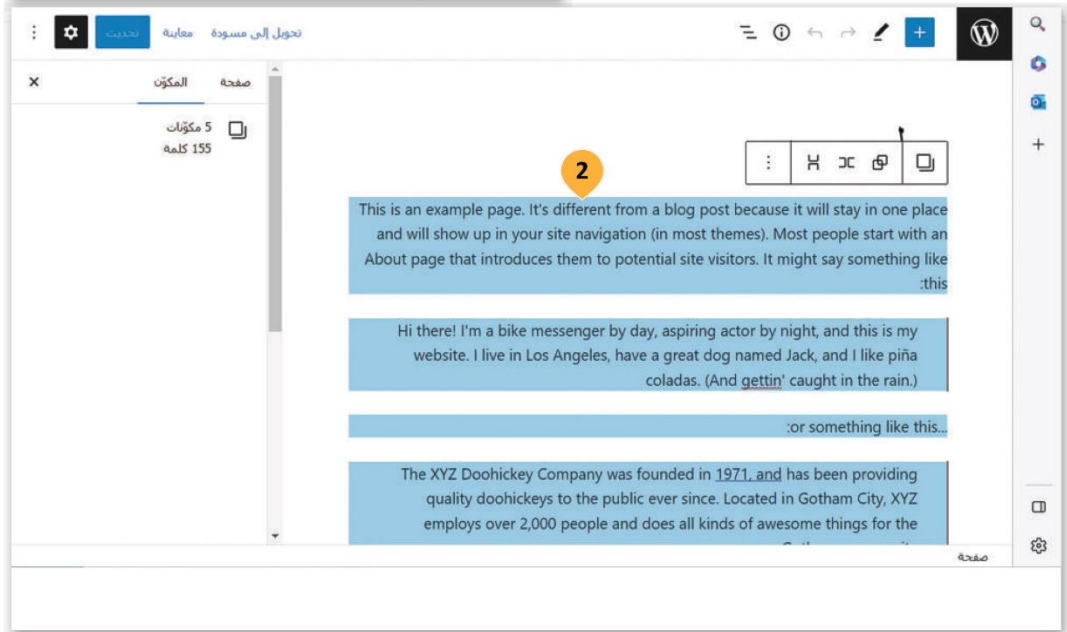 تحويل إلى مسودة معاينة تحديث
صفحة المكوّن
5 مكوّنات
155 كلمة
2
This is an example page. It's different from a blog post because it will stay in one place
and will show up in your site navigation (in most themes). Most people start with an
About page that introduces them to potential site visitors. It might say something like
:this
Hi there! I'm a bike messenger by day, aspiring actor by night, and this is my
website. I live in Los Angeles, have a great dog named Jack, and I like piña
coladas. (And gettin' caught in the rain.)
:or something like this...
The XYZ Doohickey Company was founded in 1971, and has been providing
quality doohickeys to the public ever since. Located in Gotham City, XYZ
employs over 2,000 people and does all kinds of awesome things for the
صفحة